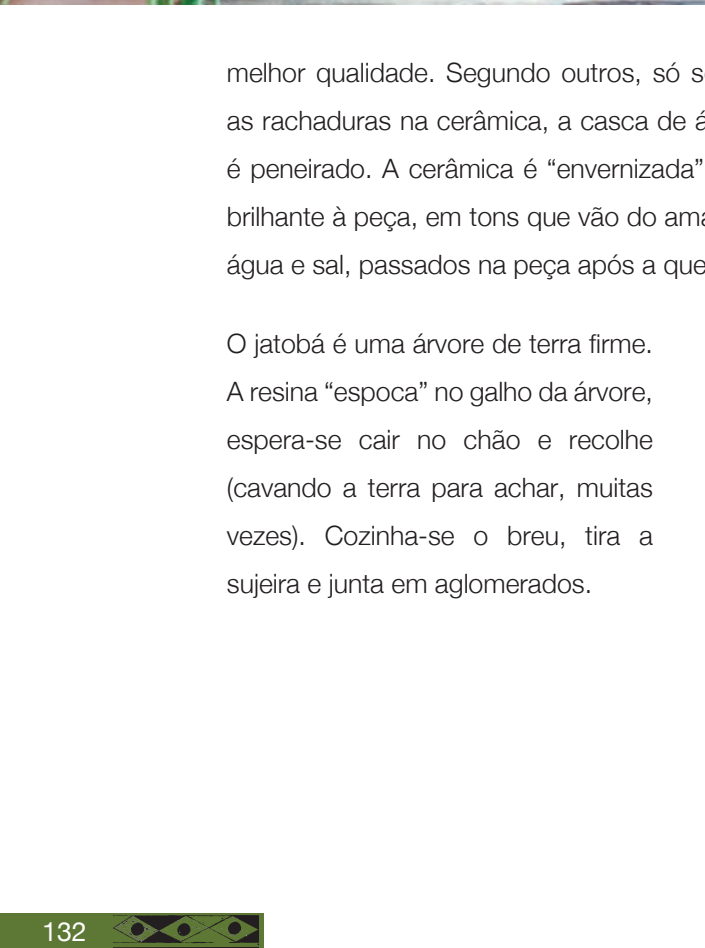 melhor qualidade. Segundo outros, só
as rachaduras na cerâmica, a casca de
é peneirado. A cerâmica é “envernizada”
brilhante à peça, em tons que vão do
água e sal, passados na peça após a
O jatobá é uma árvore de terra firme.
A resina “espoca” no galho da árvore,
espera-se cair no chão e recolhe
(cavando a terra para achar, muitas
vezes). Cozinha-se o breu, tira a
sujeira e junta em aglomerados.
132